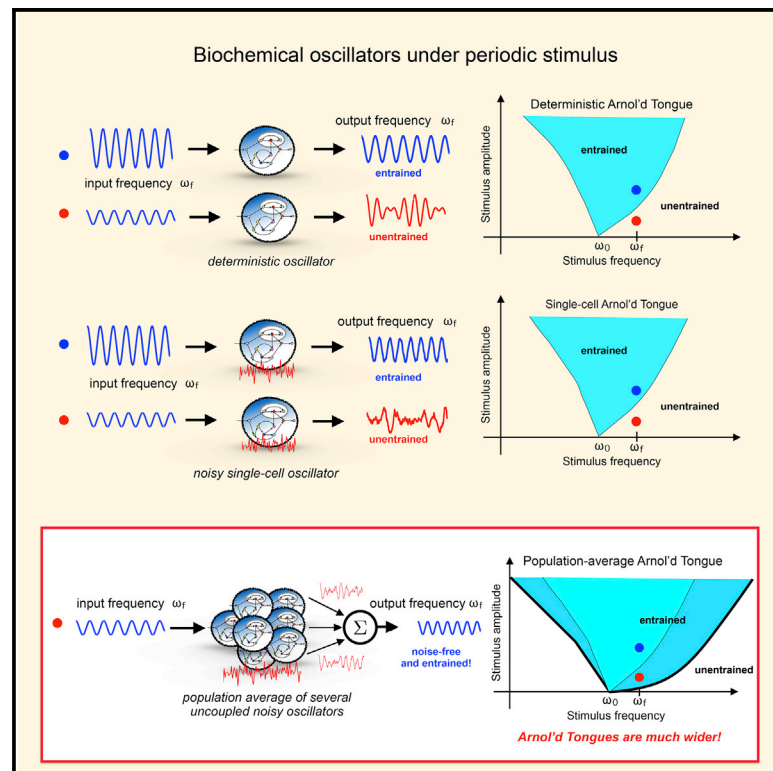 Biochemical oscillators under periodic stimulus
input frequency ωf
output frequency ωf
entrained
unentrained
deterministic oscillator
Deterministic Arnol'd Tongue
Stimulus amplitude
entrained
unentrained
ω0 ωf
Stimulus frequency
input frequency ωf
output frequency ωf
entrained
unentrained
noisy single-cell oscillator
Single-cell Arnol'd Tongue
Stimulus amplitude
entrained
unentrained
ω0 ωf
Stimulus frequency
input frequency ωf
Σ
output frequency ωf
noise-free
and entrained!
population average of several
uncoupled noisy oscillators
Population-average Arnol'd Tongue
Stimulus amplitude
entrained
unentrained
ω0 ωf
Stimulus frequency
Arnol'd Tongues are much wider!